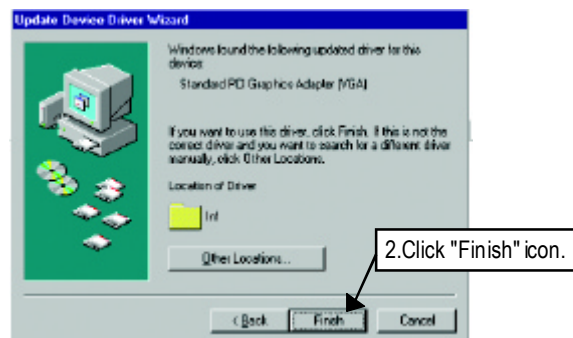 Update Device Driver Wizard
Windows found the following updated driver for this
device:
Standard PCI Graphics Adapter (VGA)
If you want to use this driver, click Finish. If this is not the
correct driver and you want to search for a different driver
manually, click Other Locations.
Location of Driver
Inf
Other Locations...
2.Click "Finish" icon.
< Back
Finish
Cancel